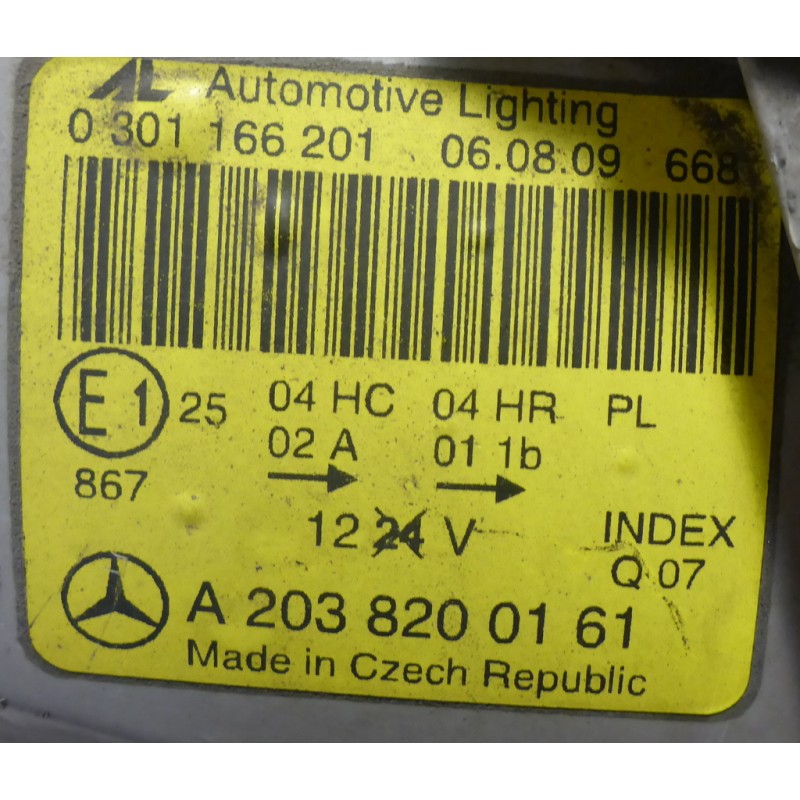 AL Automotive Lighting
0 301 166 201 06.08.09 668
E1 25 04 HC 04 HR PL
02 A 01 1b
867
12 24 V INDEX
Q 07
A 203 820 01 61
Made in Czech Republic